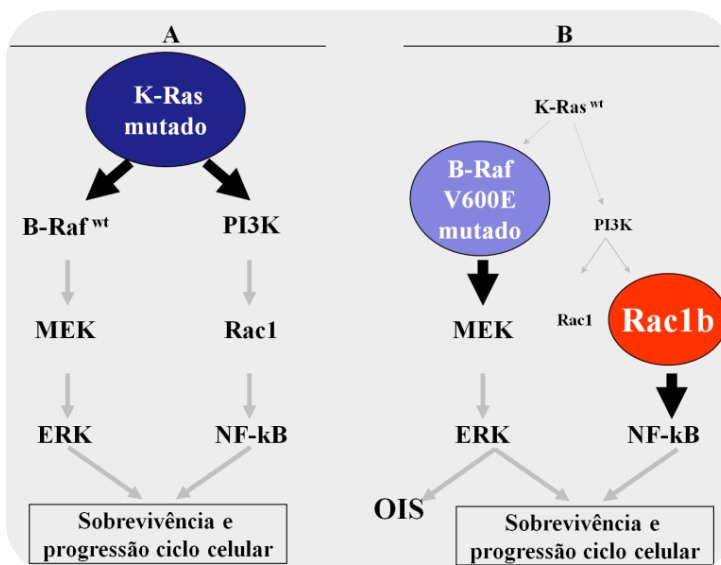 A
K-Ras
mutado
B-Raf wt
PI3K
MEK
Rac1
ERK
NF-kB
Sobrevivência e
progressão ciclo celular
B
K-Ras wt
B-Raf
V600E
mutado
PI3K
MEK
Rac1
Rac1b
ERK
NF-kB
OIS
Sobrevivência e
progressão ciclo celular